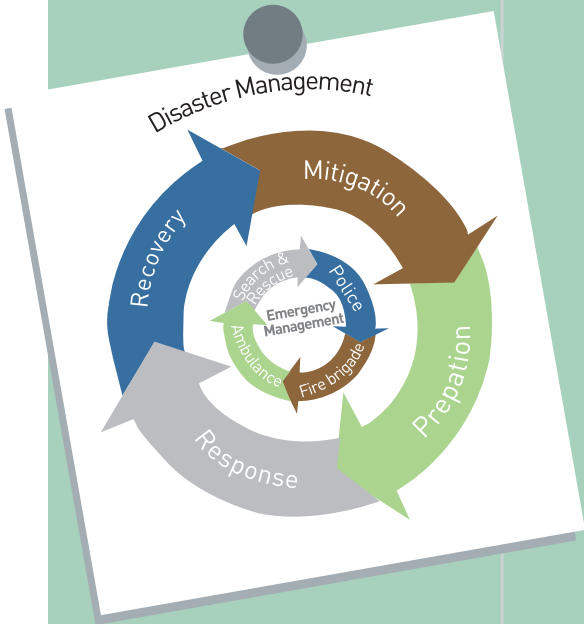 Disaster Management
Mitigation
Recovery
Prepation
Response
Search &
Rescue
Police
Emergency
Management
Ambulance
Fire brigade